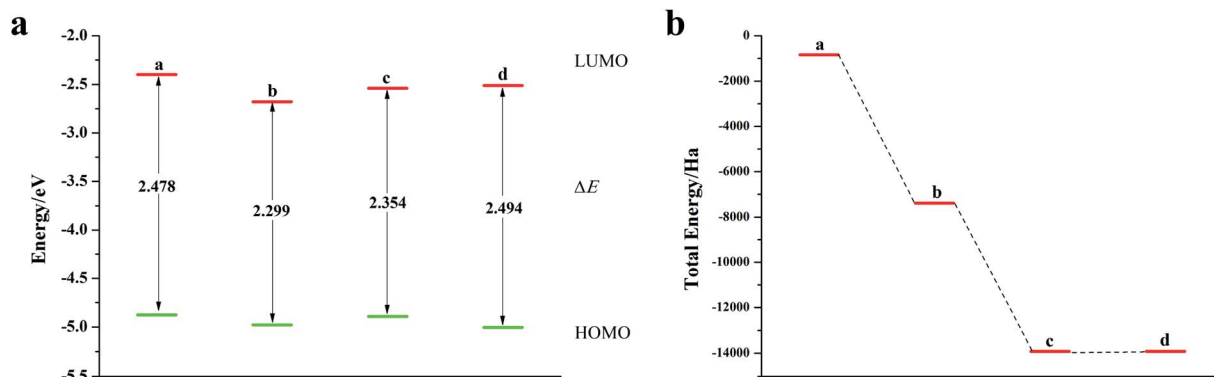 a
-2.0
-2.5
-3.0
-3.5
-4.0
-4.5
-5.0
-5.5
Energy/eV
a
b
c
d
2.478
2.299
2.354
2.494
LUMO
ΔE
HOMO
b
0
-2000
-4000
-6000
-8000
-10000
-12000
-14000
Total Energy/Ha
a
b
c
d